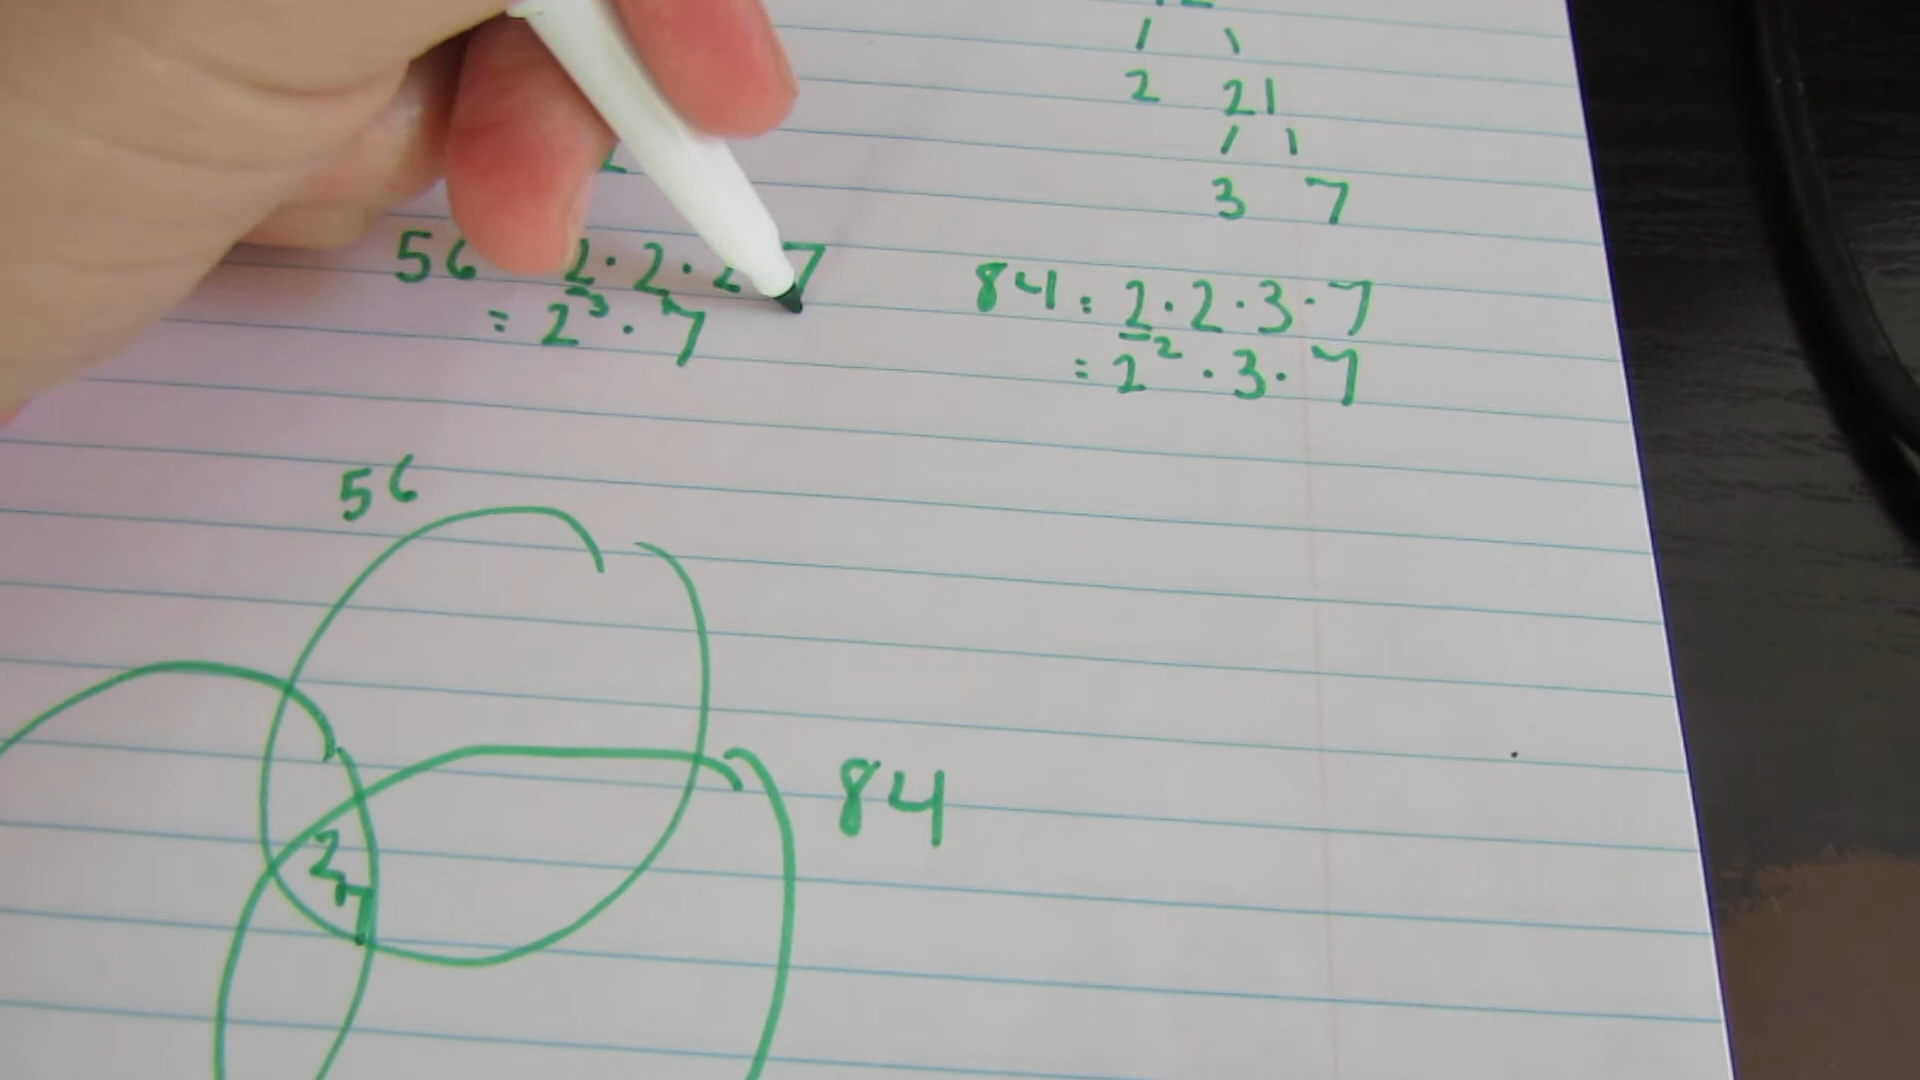 2 21
3 7
56 2 · 2 · 2 7
= 2³ · 7
84 = 2 · 2 · 3 · 7
= 2² · 3 · 7
56
84
2
7